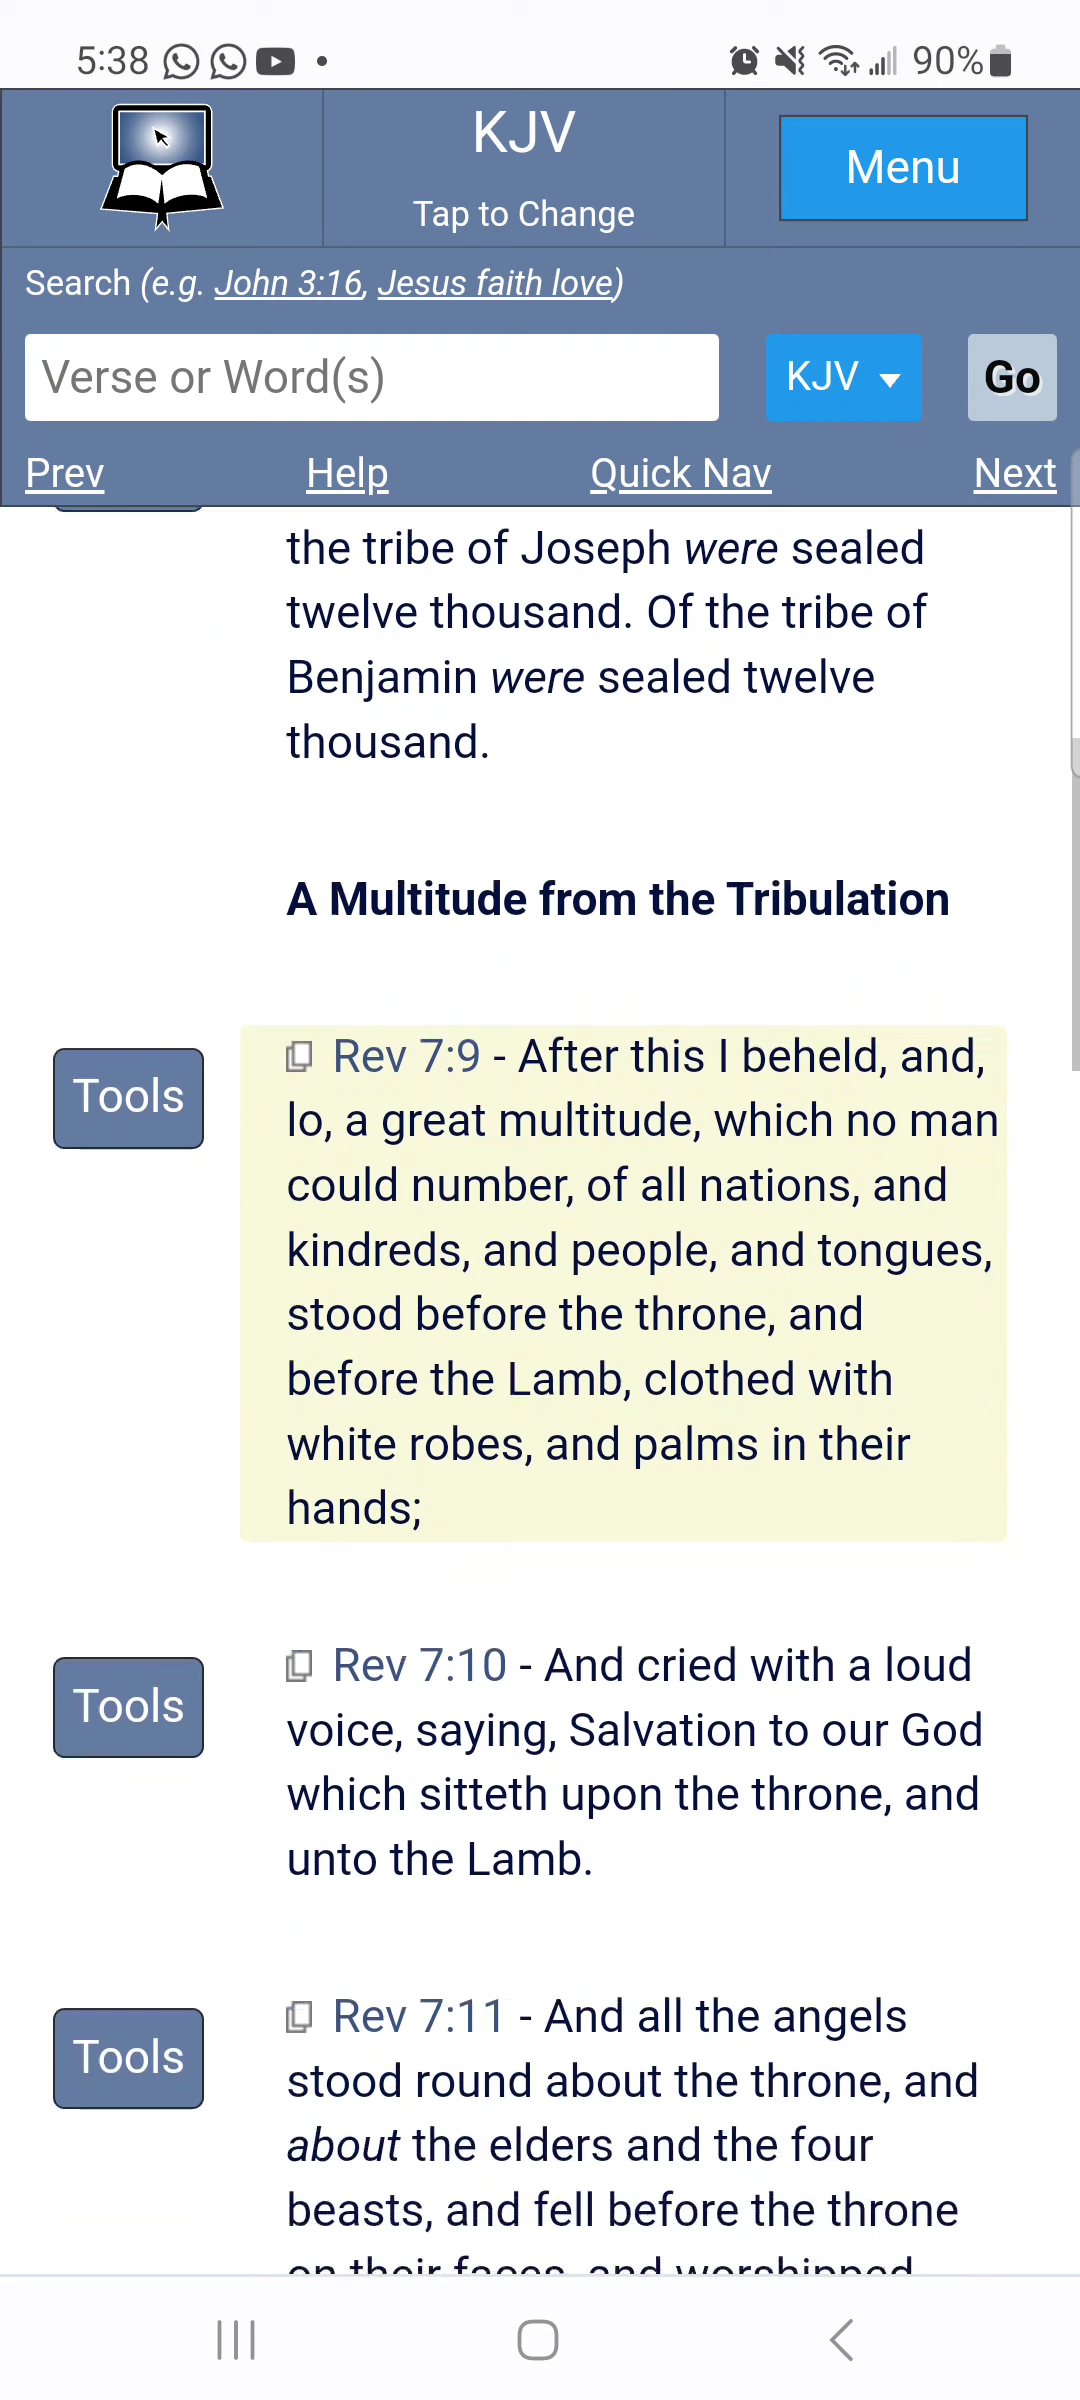 5:38 90%
KJV
Tap to Change
Menu
Search (e.g. John 3:16, Jesus faith love)
Verse or Word(s) KJV Go
Prev Help Quick Nav Next
the tribe of Joseph were sealed
twelve thousand. Of the tribe of
Benjamin were sealed twelve
thousand.
A Multitude from the Tribulation
Tools
Rev 7:9 - After this I beheld, and,
lo, a great multitude, which no man
could number, of all nations, and
kindreds, and people, and tongues,
stood before the throne, and
before the Lamb, clothed with
white robes, and palms in their
hands;
Tools
Rev 7:10 - And cried with a loud
voice, saying, Salvation to our God
which sitteth upon the throne, and
unto the Lamb.
Tools
Rev 7:11 - And all the angels
stood round about the throne, and
about the elders and the four
beasts, and fell before the throne
on their faces, and worshipped